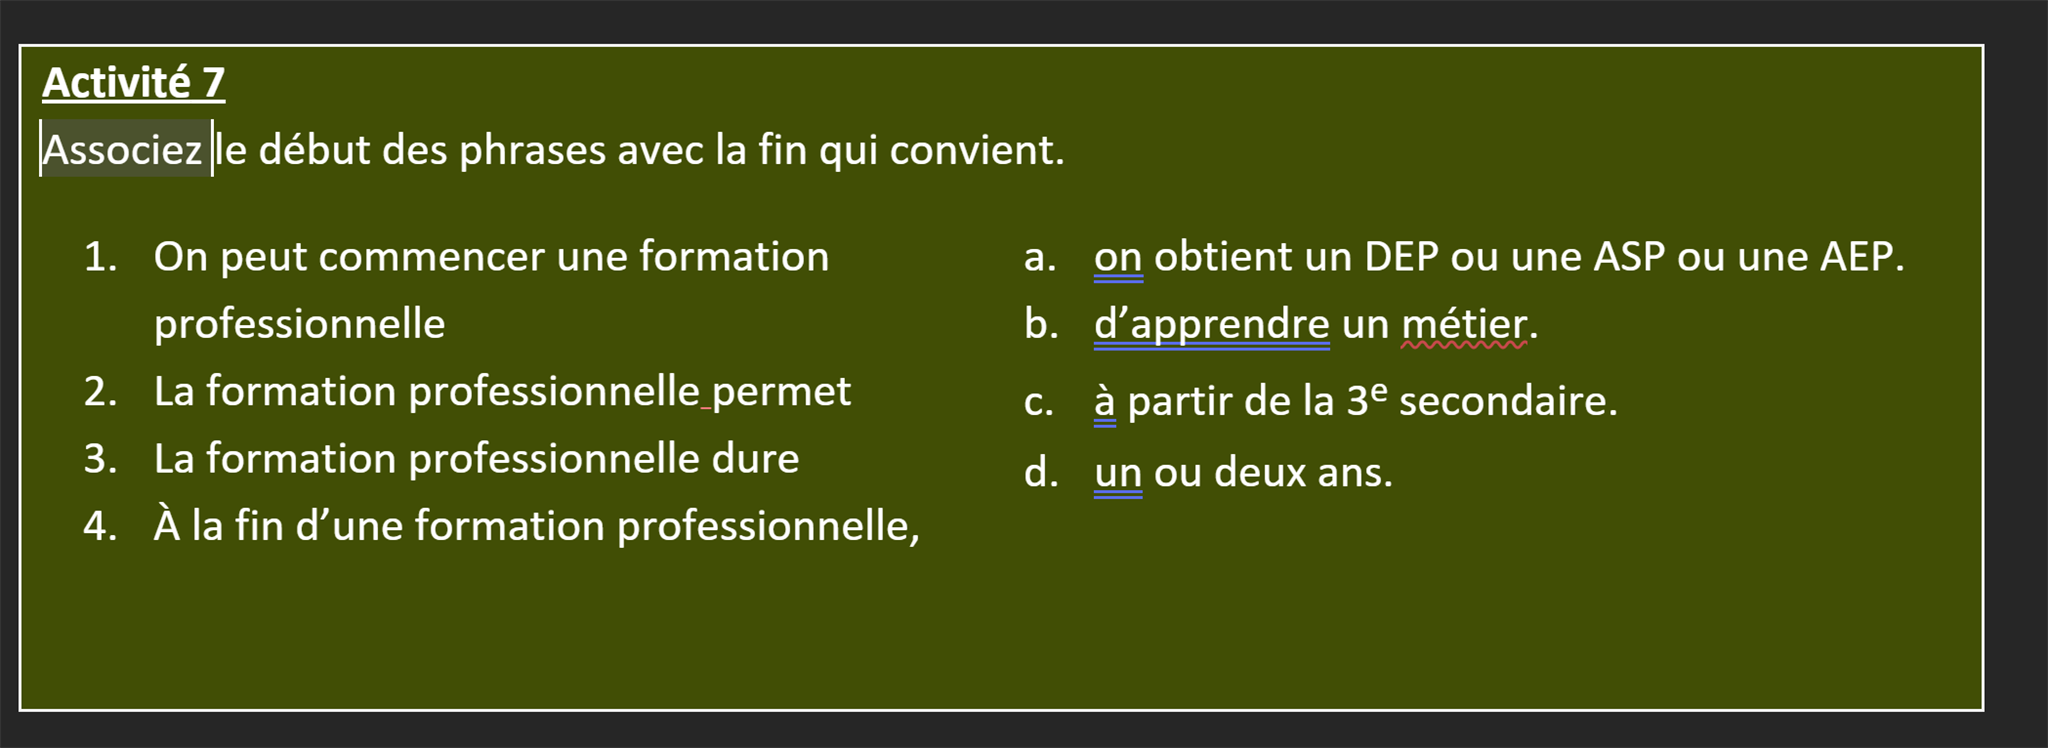 Activité 7
Associez le début des phrases avec la fin qui convient.
1. On peut commencer une formation
professionnelle
2. La formation professionnelle permet
3. La formation professionnelle dure
4. À la fin d’une formation professionnelle,
a. on obtient un DEP ou une ASP ou une AEP.
b. d’apprendre un métier.
c. à partir de la 3e secondaire.
d. un ou deux ans.